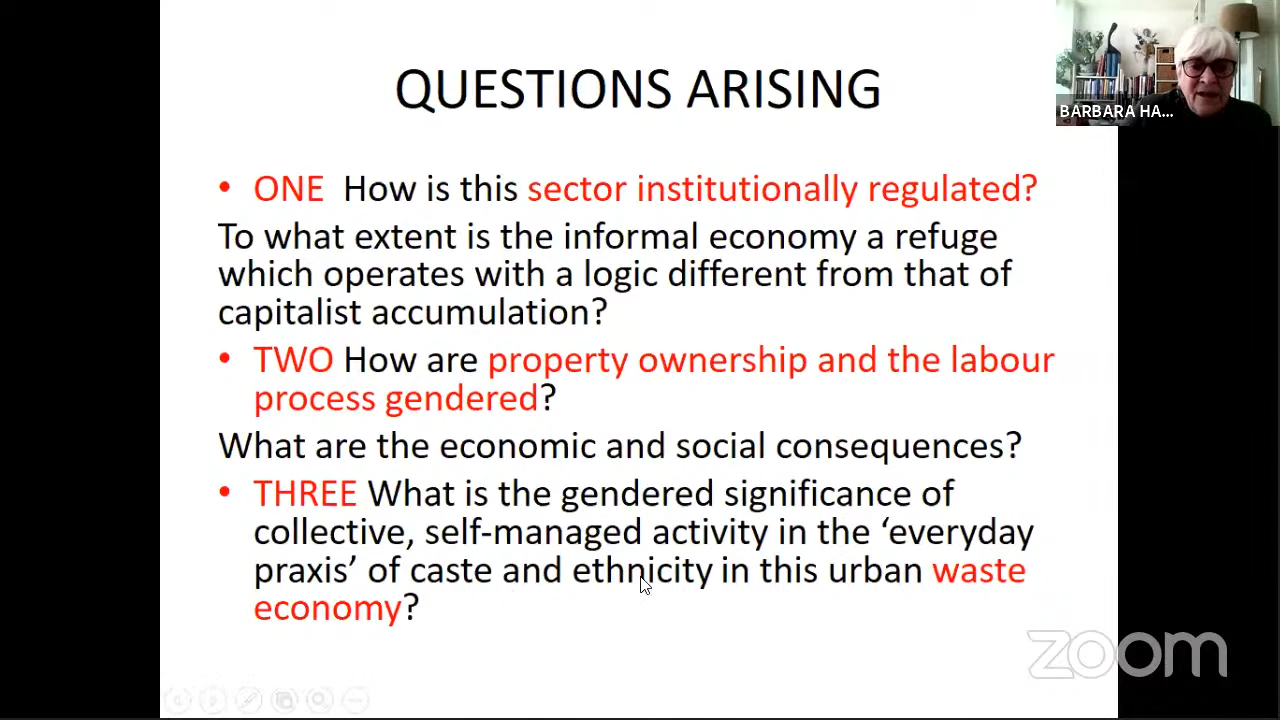 QUESTIONS ARISING
BARBARA HA...
• ONE How is this sector institutionally regulated?
To what extent is the informal economy a refuge
which operates with a logic different from that of
capitalist accumulation?
• TWO How are property ownership and the labour
process gendered?
What are the economic and social consequences?
• THREE What is the gendered significance of
collective, self-managed activity in the ‘everyday
praxis’ of caste and ethnicity in this urban waste
economy?
zoom